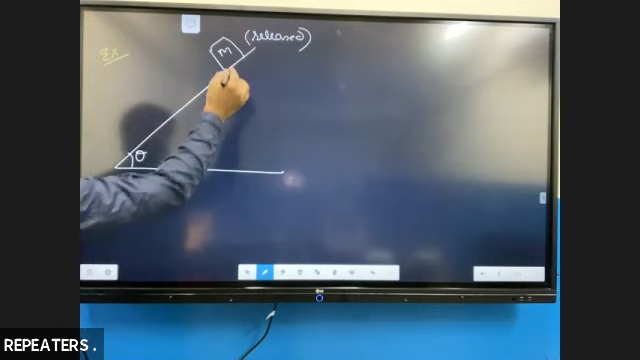 (released)
m
Ex.
θ
REPEATERS.